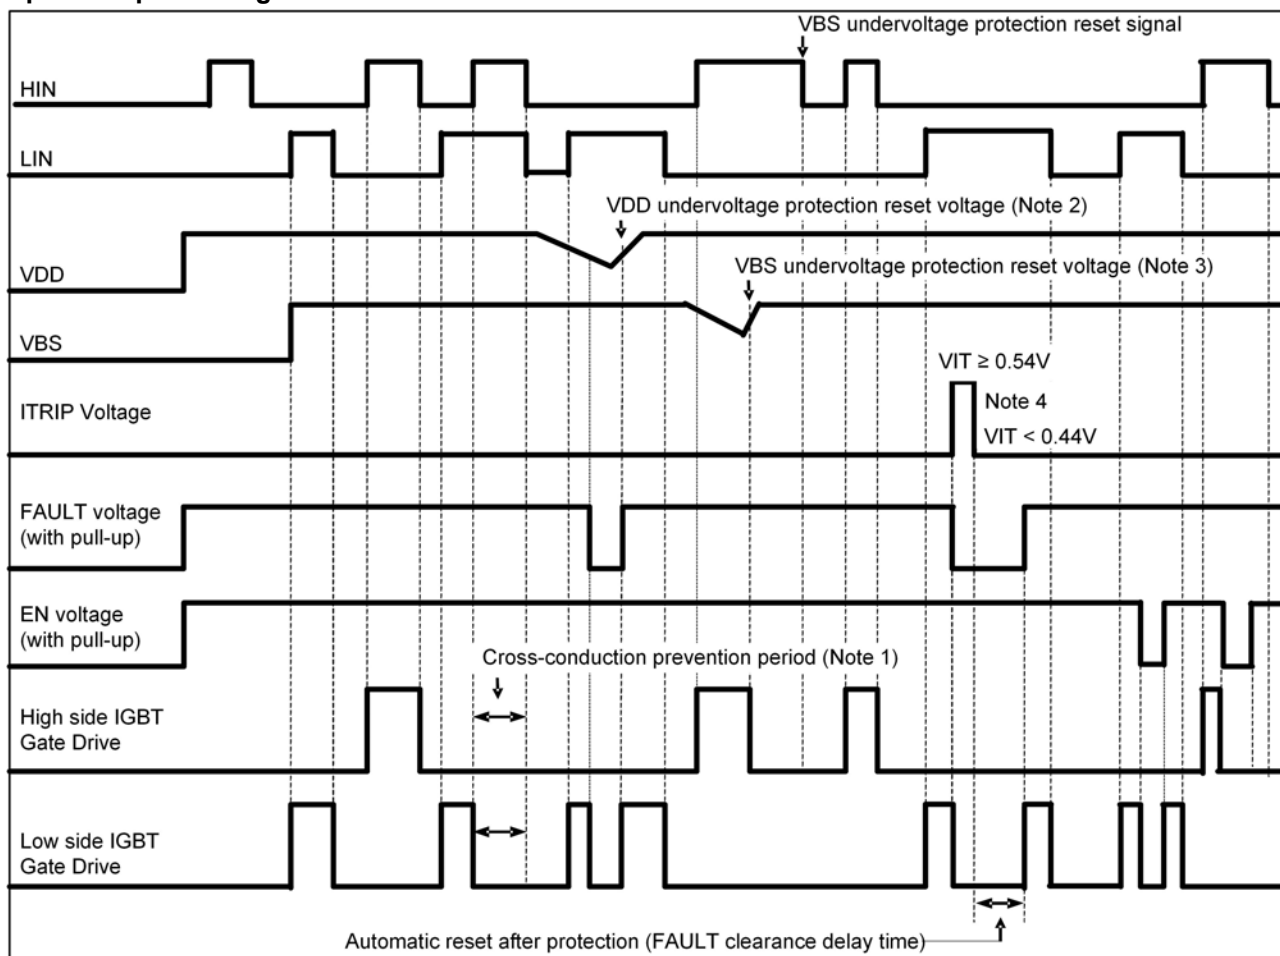 VBS undervoltage protection reset signal
HIN
LIN
VDD undervoltage protection reset voltage (Note 2)
VDD
VBS undervoltage protection reset voltage (Note 3)
VBS
VIT ≥ 0.54V
ITRIP Voltage
Note 4
VIT < 0.44V
FAULT voltage
(with pull-up)
EN voltage
(with pull-up)
Cross-conduction prevention period (Note 1)
High side IGBT
Gate Drive
Low side IGBT
Gate Drive
Automatic reset after protection (FAULT clearance delay time)